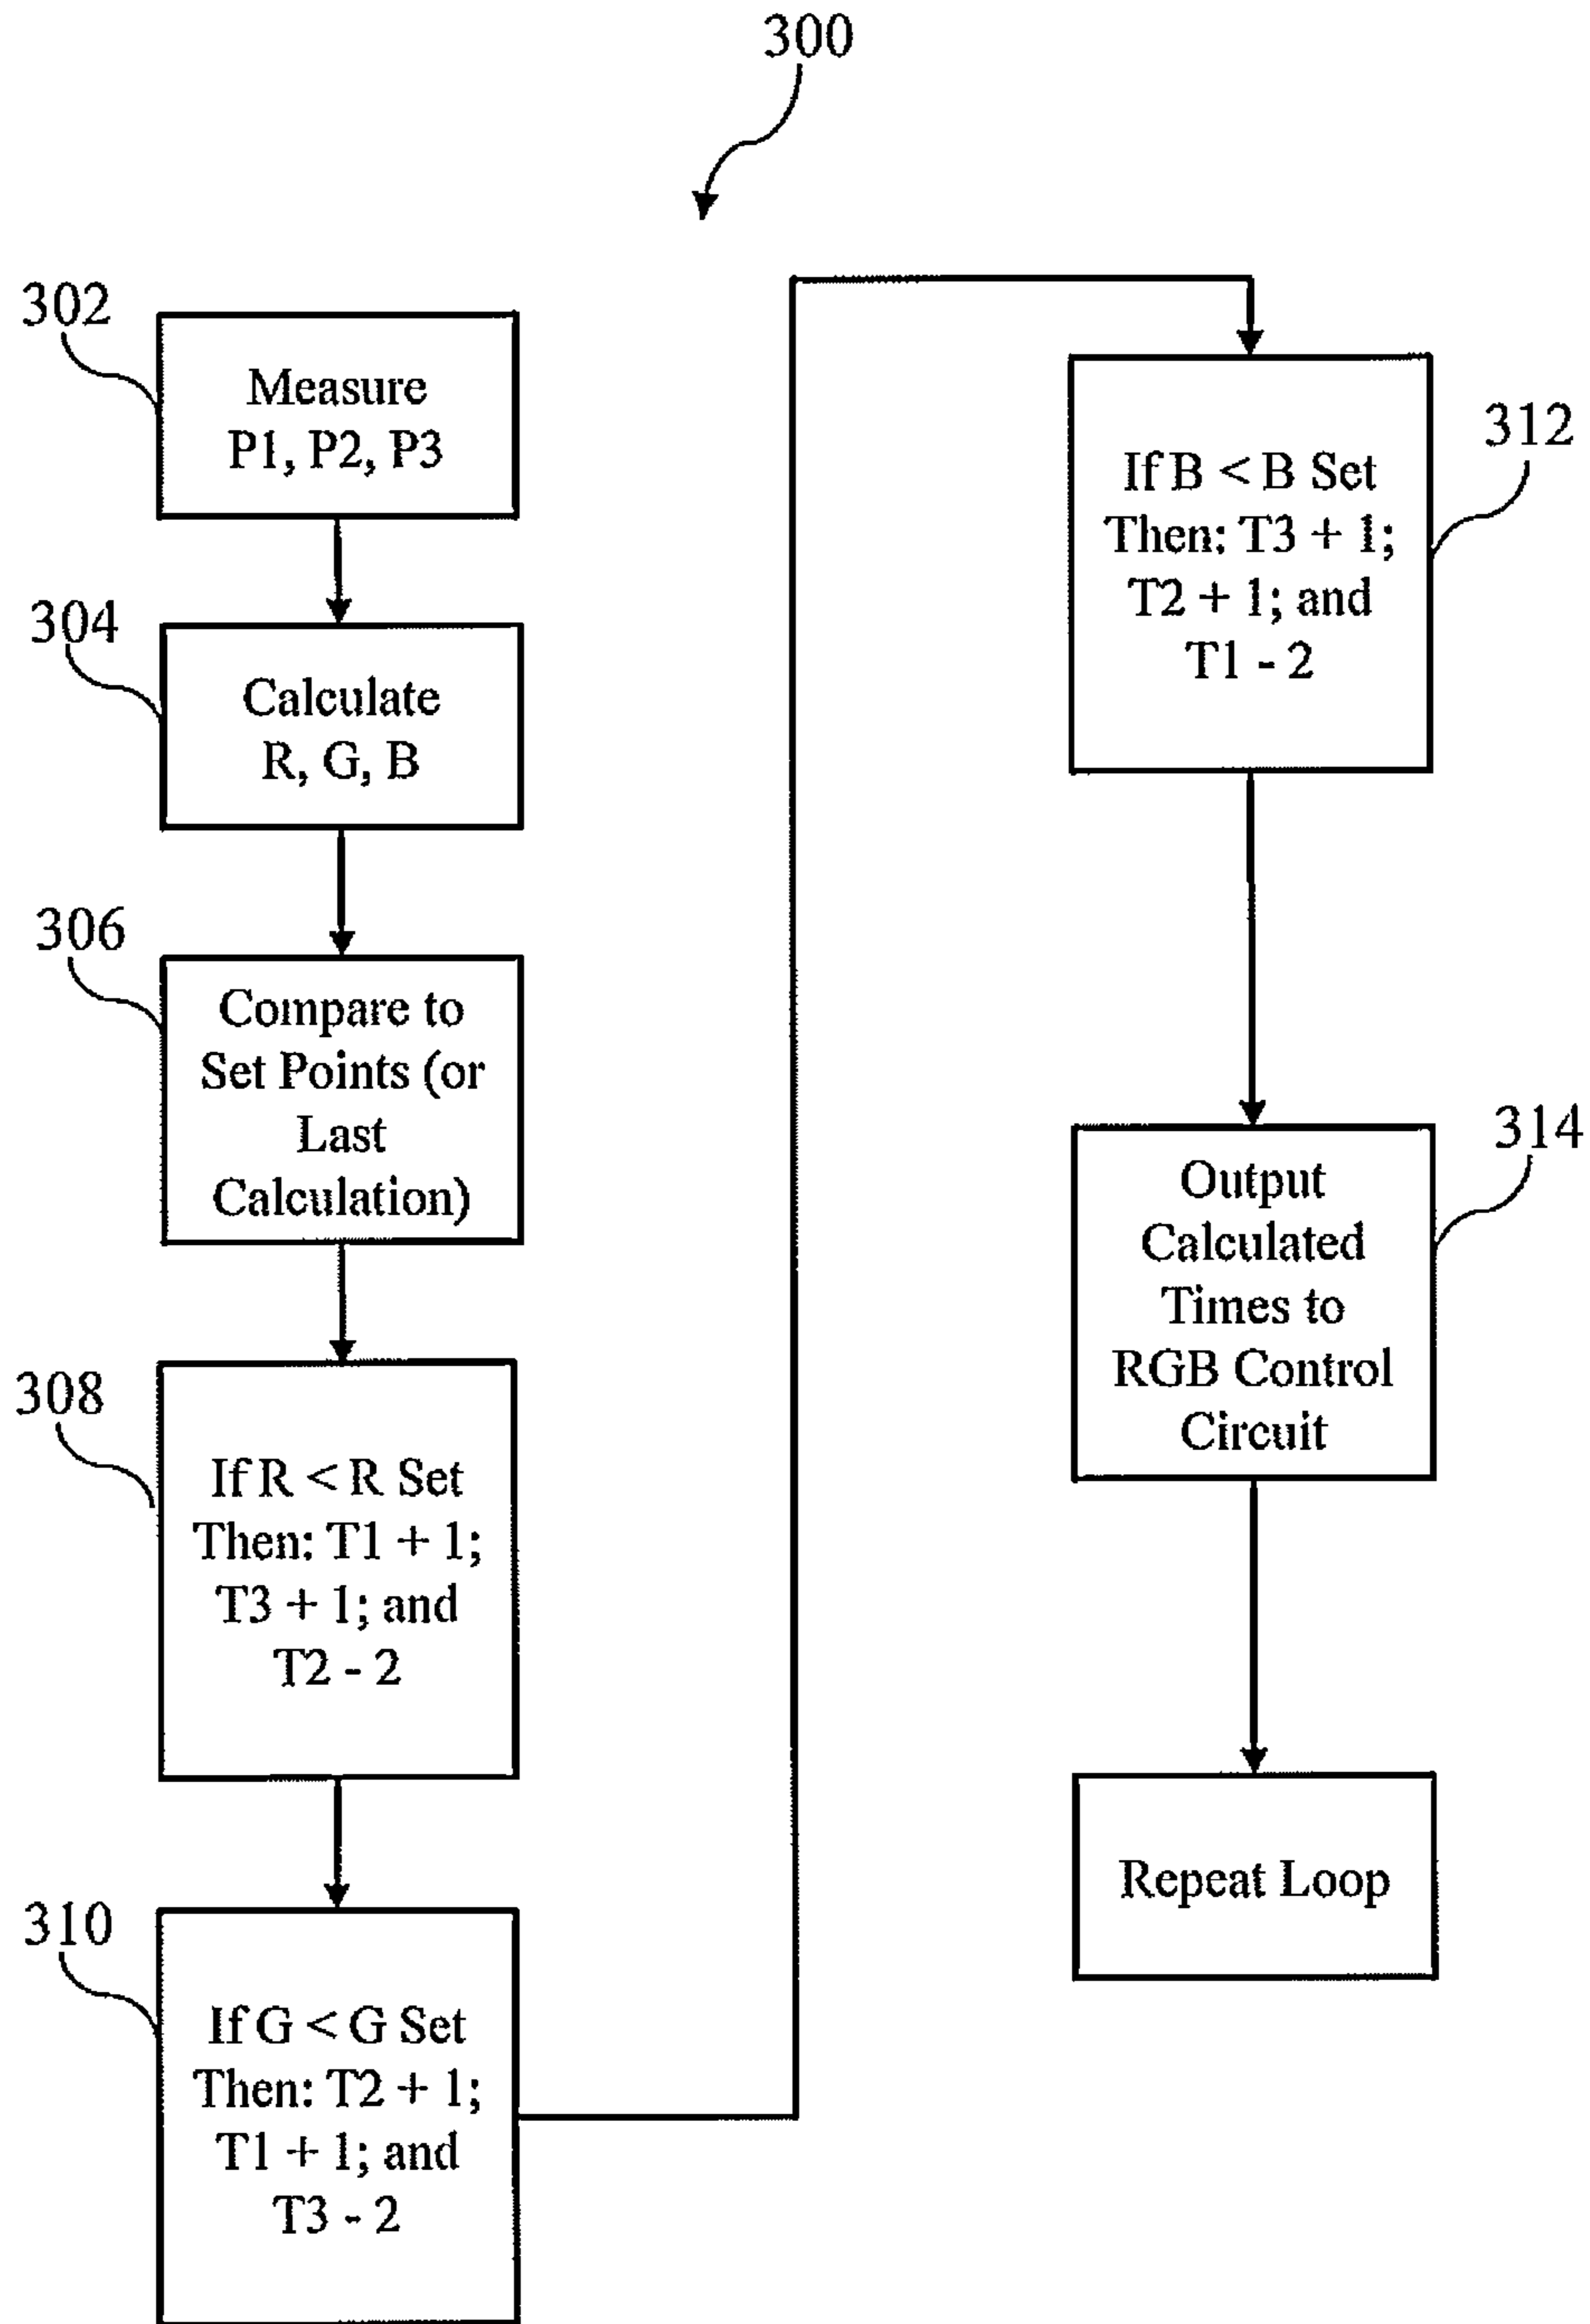 300
302
Measure
P1, P2, P3
304
Calculate
R, G, B
306
Compare to
Set Points (or
Last
Calculation)
308
If R < R Set
Then: T1 + 1;
T3 + 1; and
T2 - 2
310
If G < G Set
Then: T2 + 1;
T1 + 1; and
T3 - 2
312
If B < B Set
Then: T3 + 1;
T2 + 1; and
T1 - 2
314
Output
Calculated
Times to
RGB Control
Circuit
Repeat Loop